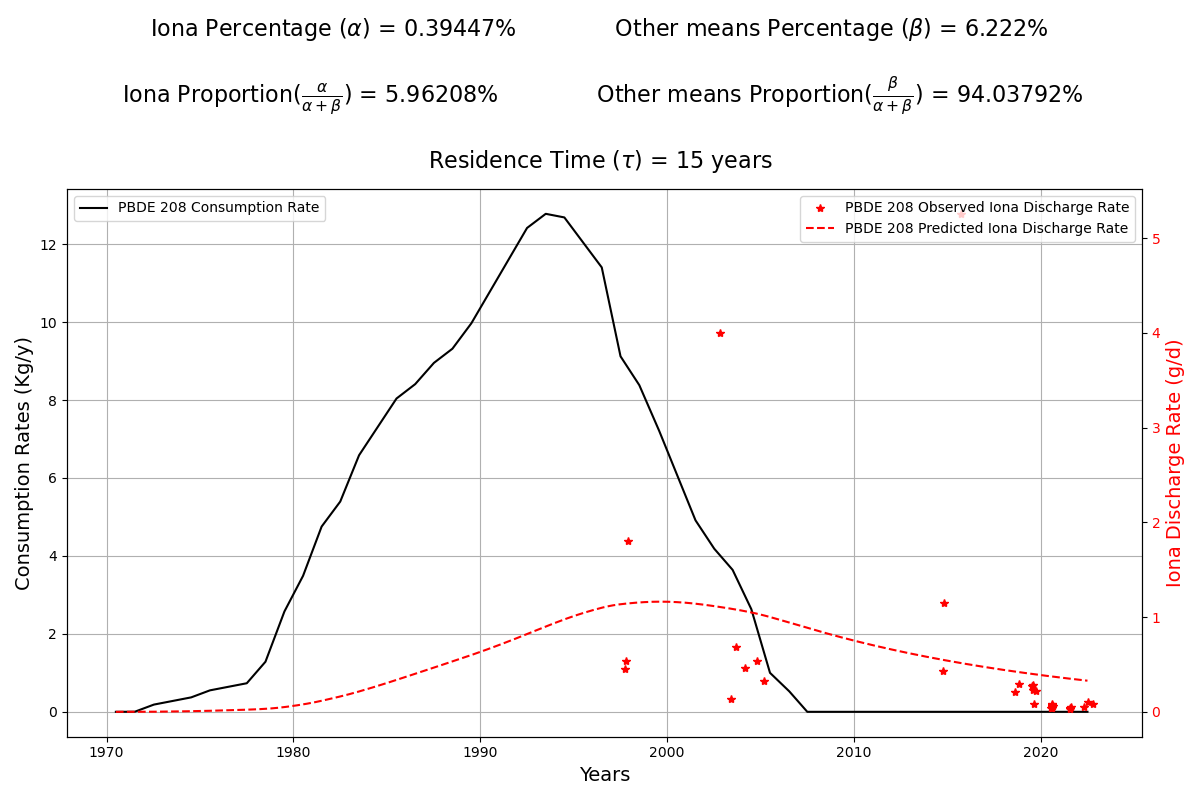 Iona Percentage (α) = 0.39447%
Other means Percentage (β) = 6.222%
Iona Proportion(α/(α+β)) = 5.96208%
Other means Proportion(β/(α+β)) = 94.03792%
Residence Time (τ) = 15 years
PBDE 208 Consumption Rate
PBDE 208 Observed Iona Discharge Rate
PBDE 208 Predicted Iona Discharge Rate
Consumption Rates (Kg/y)
12
10
8
6
4
2
0
5
4
3
2
1
0
Iona Discharge Rate (g/d)
1970 1980 1990 2000 2010 2020
Years